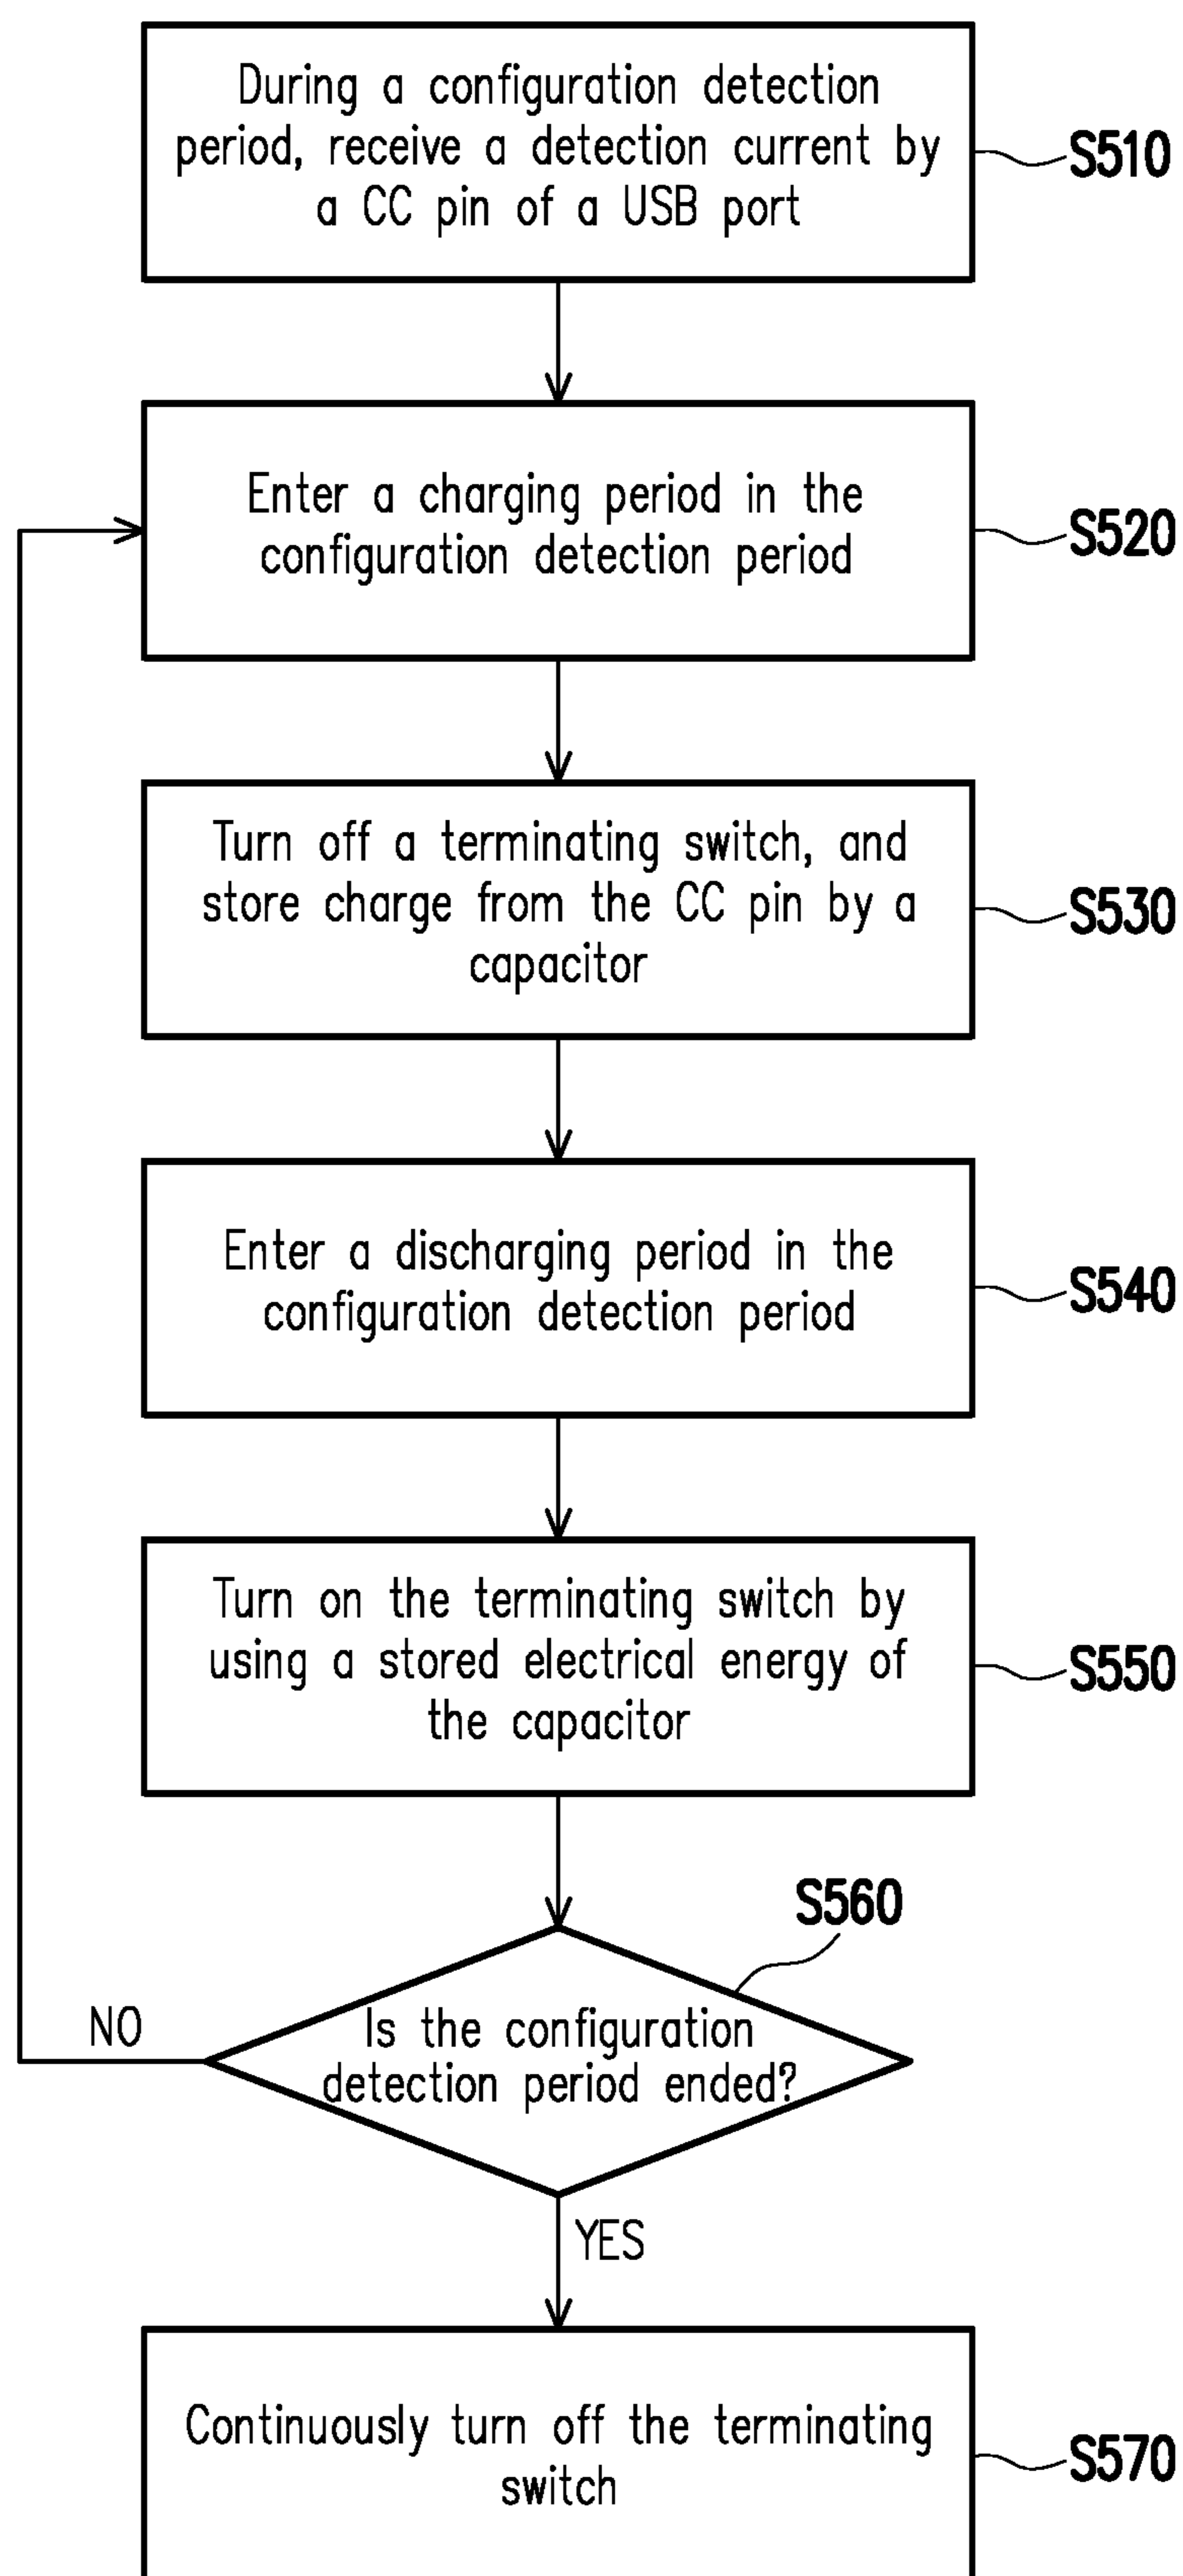 During a configuration detection
period, receive a detection current by
a CC pin of a USB port
S510
Enter a charging period in the
configuration detection period
S520
Turn off a terminating switch, and
store charge from the CC pin by a
capacitor
S530
Enter a discharging period in the
configuration detection period
S540
Turn on the terminating switch by
using a stored electrical energy of
the capacitor
S550
S560
Is the configuration
detection period ended?
NO
YES
Continuously turn off the terminating
switch
S570